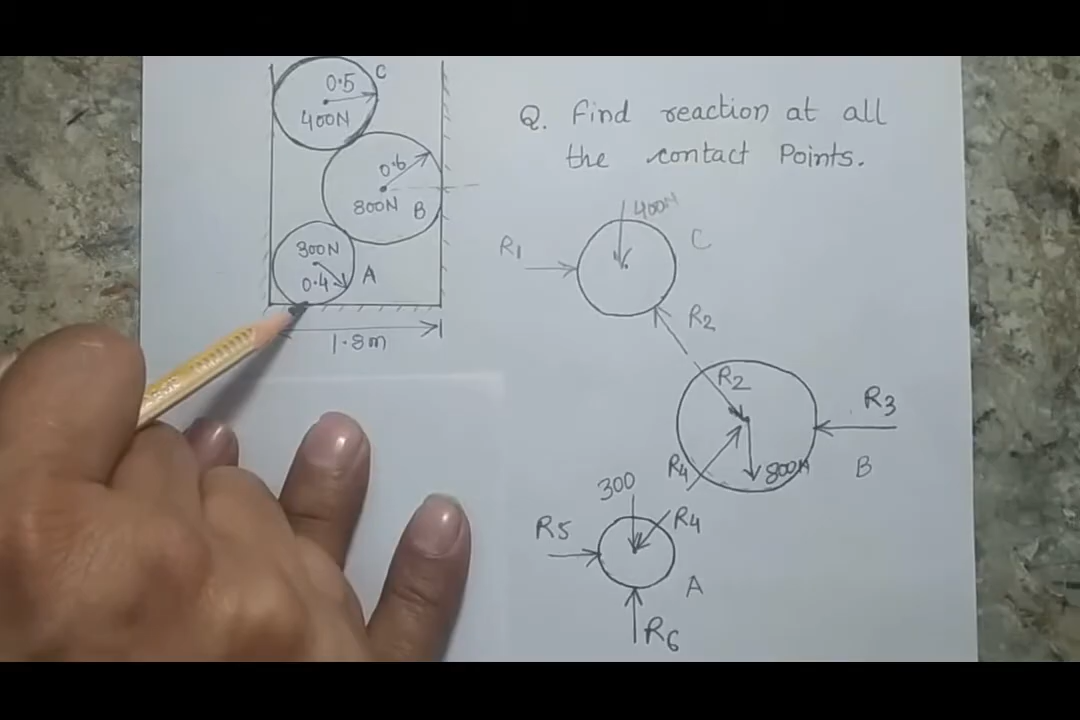 0.5
C
400N
0.6
800N
B
300N
0.4
A
1.8m
Q. Find reaction at all
the contact Points.
400N
R1
C
R2
R2
R3
R4
800N
B
300
R5
R4
A
R6